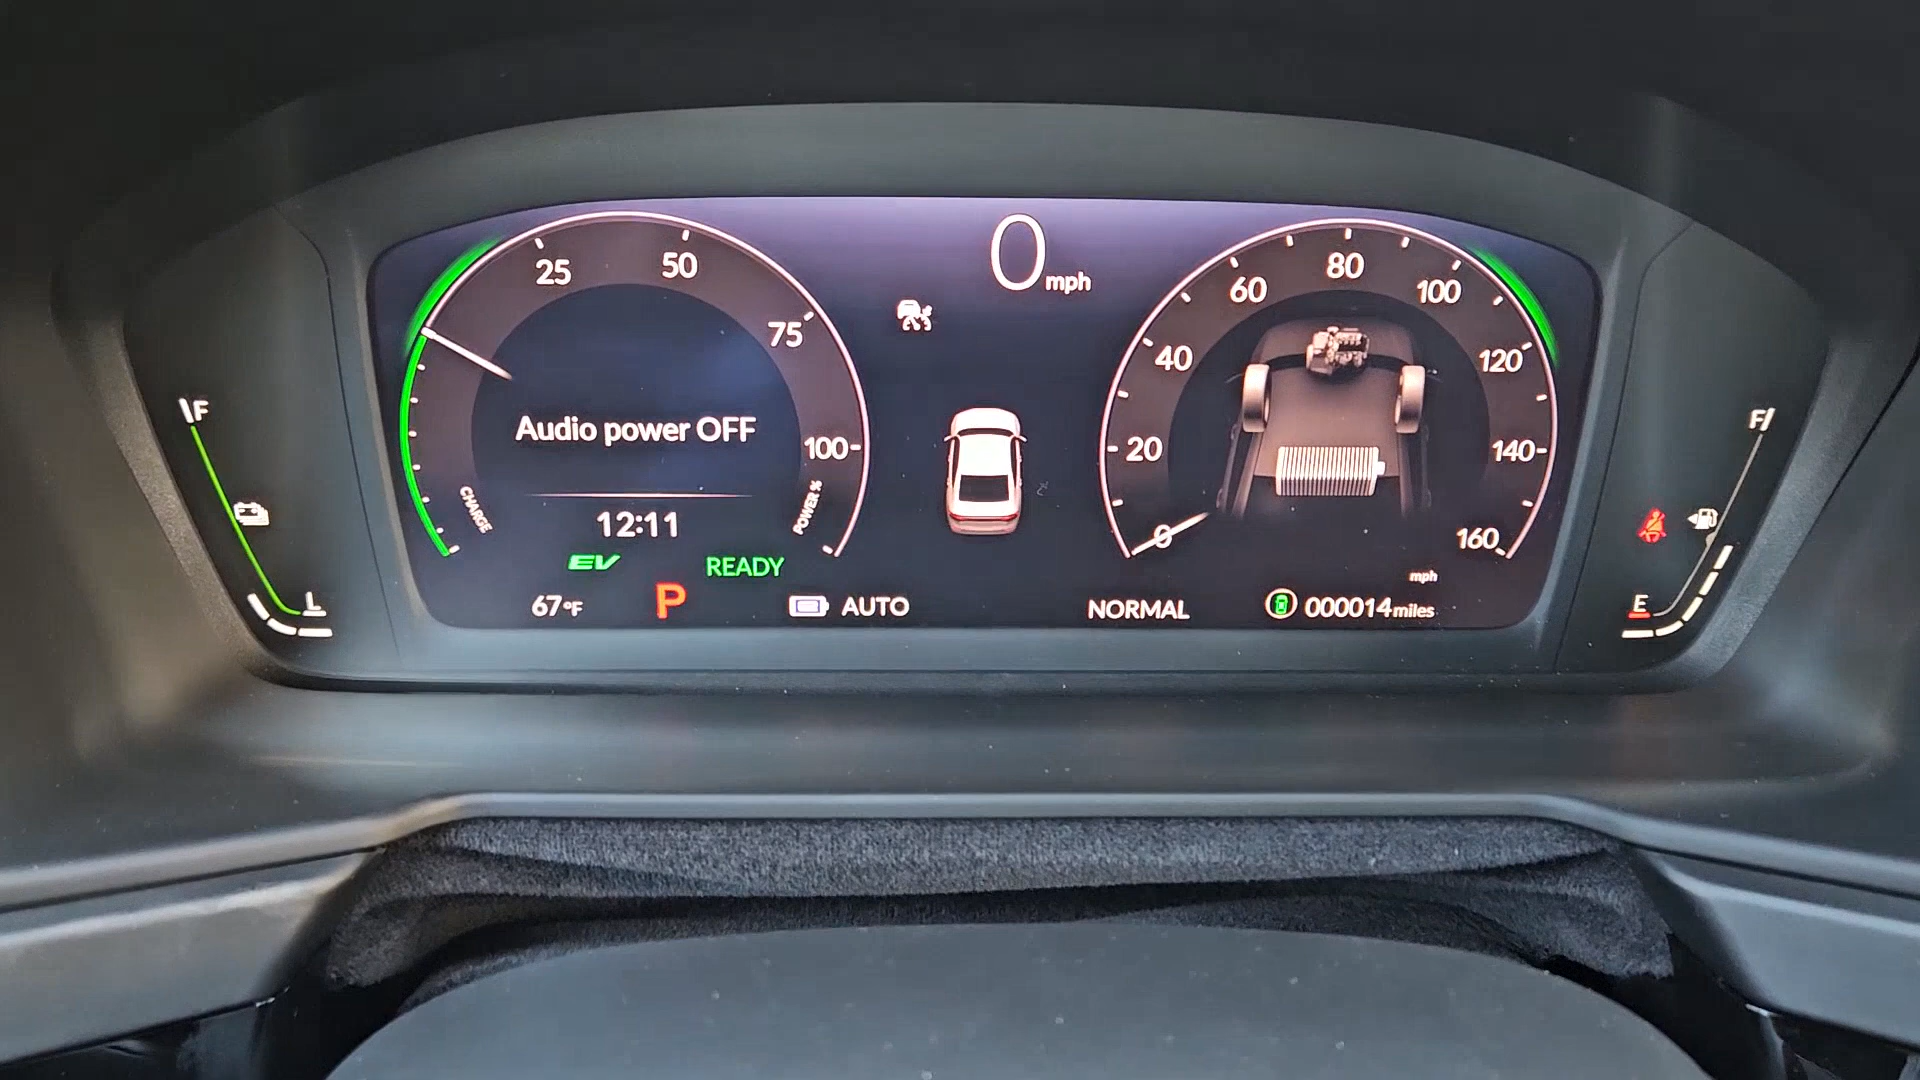 0 mph
25 50 75 100
CHARGE
POWER %
Audio power OFF
12:11
EV READY
67°F P AUTO
0 20 40 60 80 100 120 140 160
mph
NORMAL 000014 miles
F
L
F
E